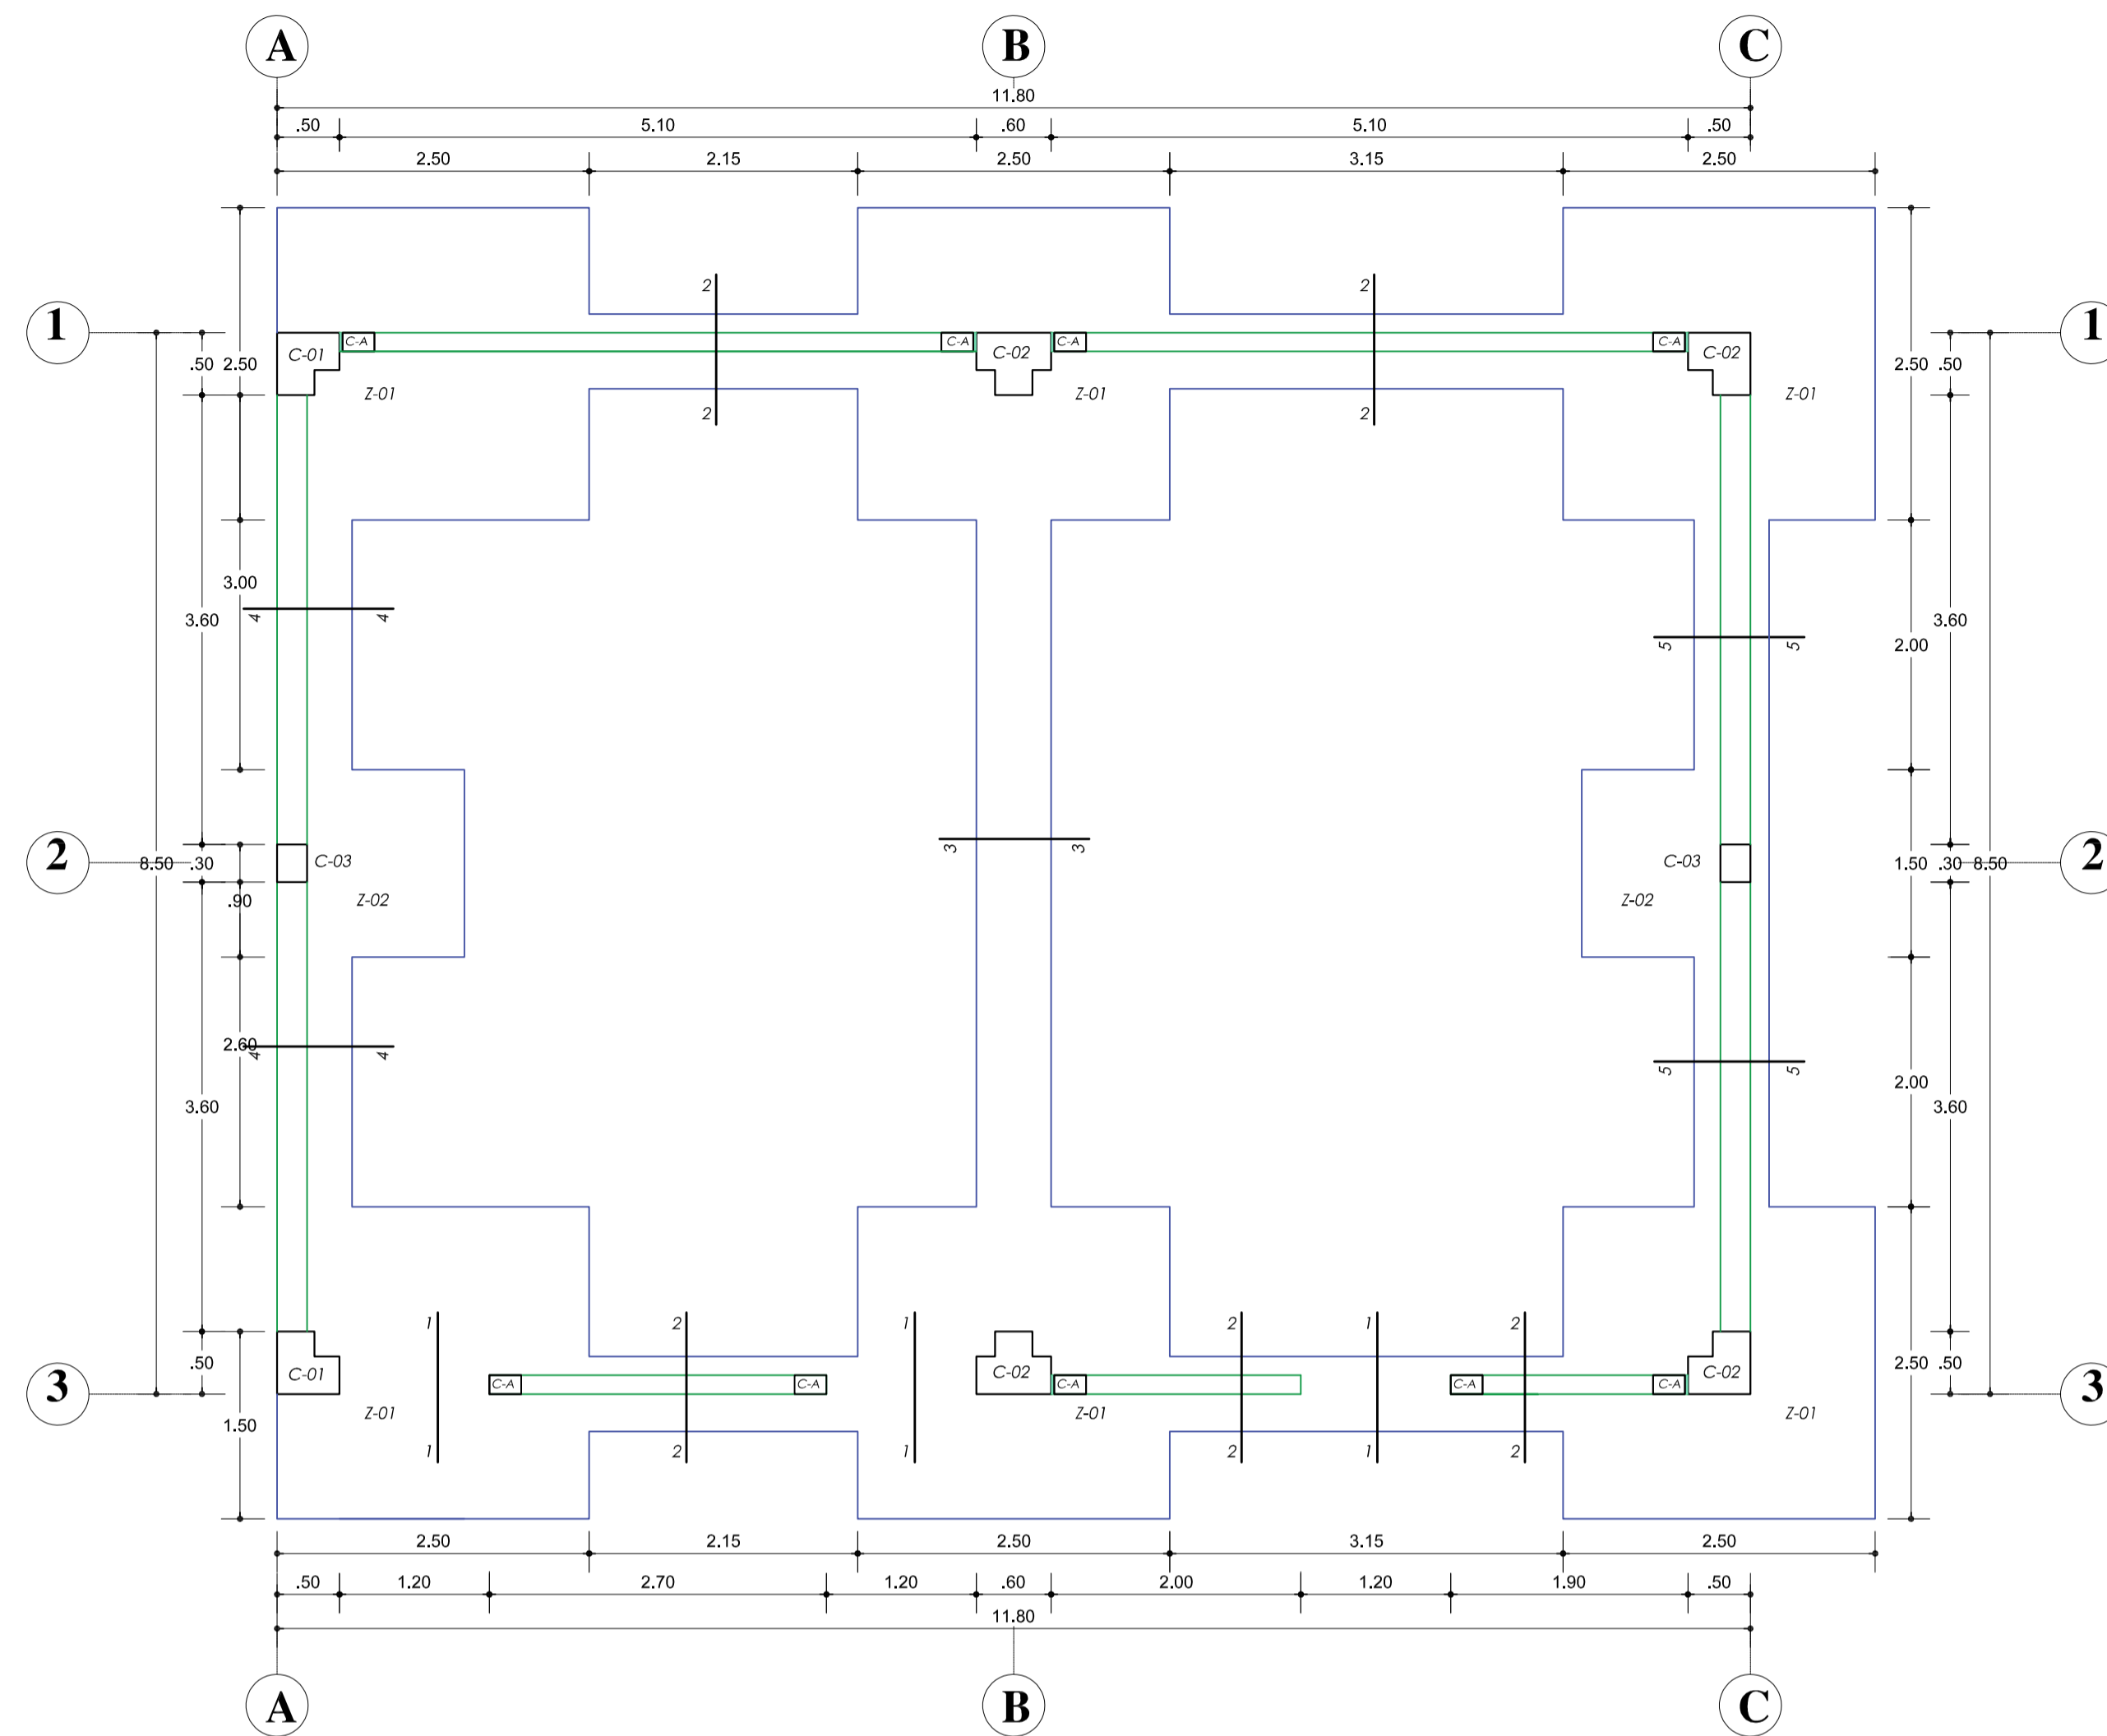 A B C
11.80
.50 5.10 .60 5.10 .50
2.50 2.15 2.50 3.15 2.50
2 2
1 1
C-A C-A C-A C-A
C-01 C-02 C-02
.50 2.50 2.50 .50
Z-01 Z-01 Z-01
2 2
3.00
4 4
3.60 3.60
5 5
2.00
3 3
2 2
8.50 .30 C-03 C-03 1.50 .30 8.50
.90 Z-02 Z-02
2.60
4 4
5 5
2.00
3.60 3.60
1 2 1 2 1 2
.50 2.50 .50
C-01 C-02 C-02
C-A C-A C-A C-A C-A
3 3
Z-01 Z-01 Z-01
1.50
1 2 1 2 1 2
2.50 2.15 2.50 3.15 2.50
.50 1.20 2.70 1.20 .60 2.00 1.20 1.90 .50
11.80
A B C